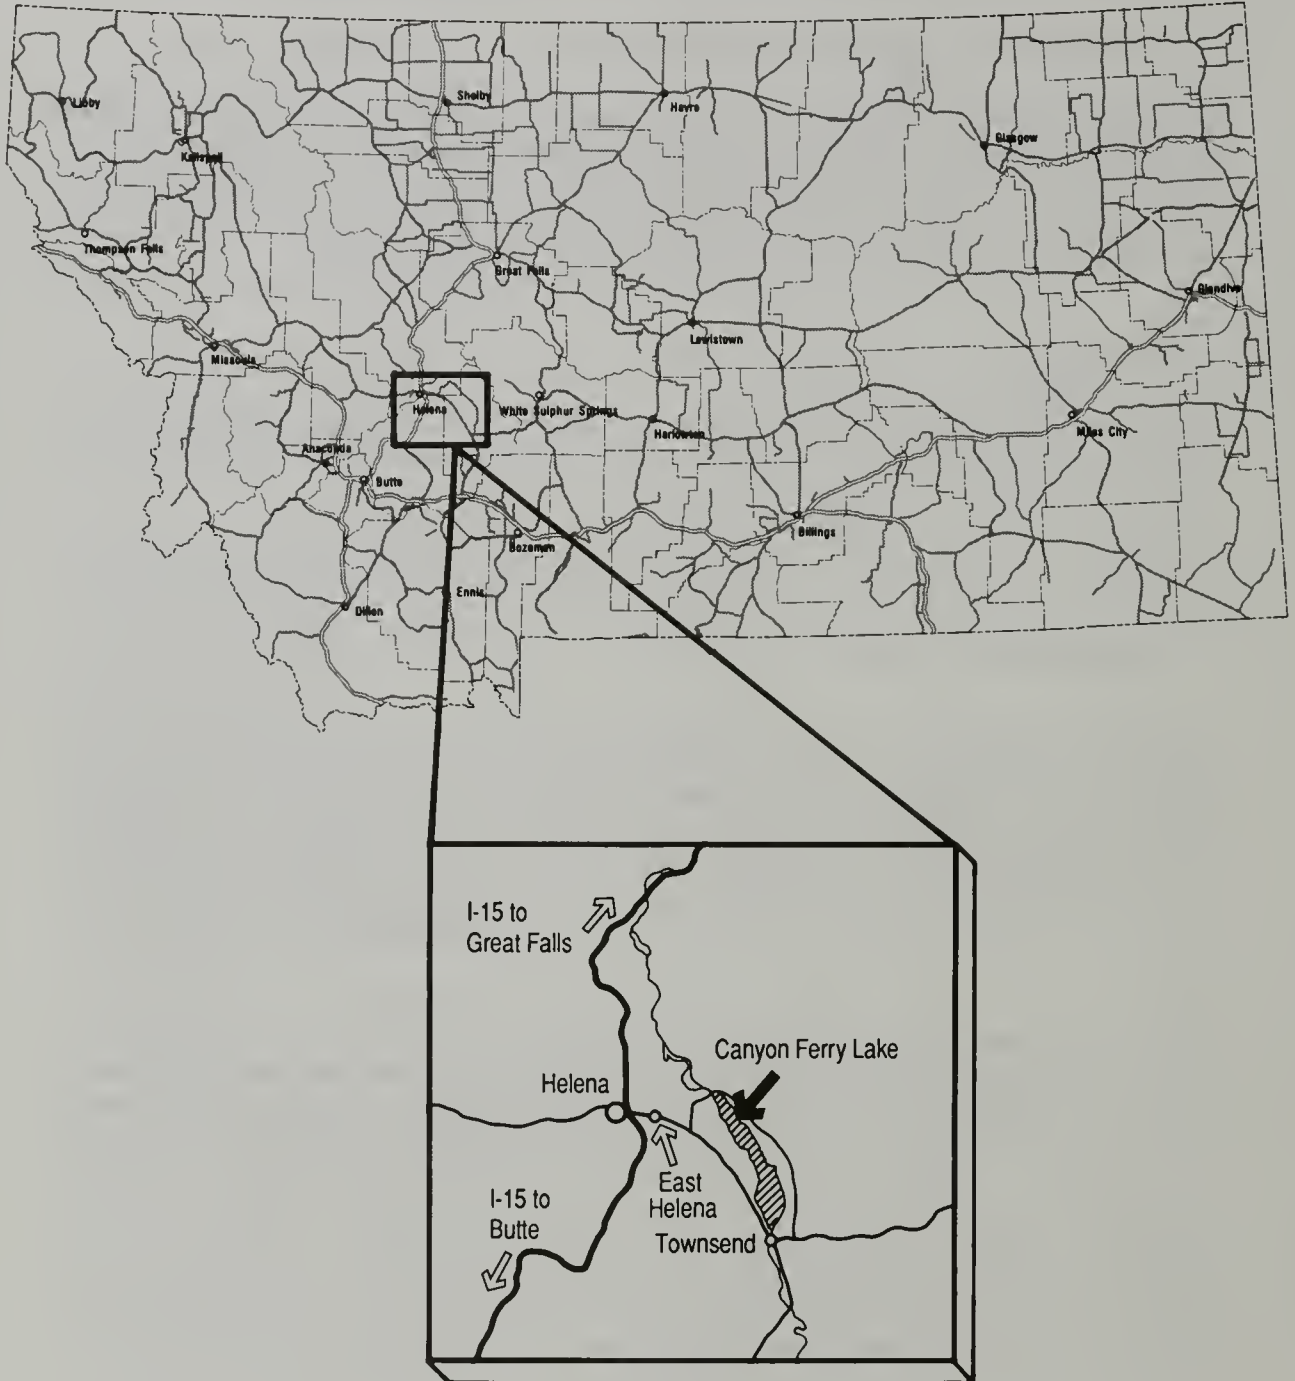 Libby
Shelby
Havre
Glasgow
Kalispell
Thompson Falls
Great Falls
Glendive
Lewistown
Missoula
Helena
White Sulphur Springs
Harlowton
Miles City
Anaconda
Butte
Billings
Bozeman
Ennis
Dillon
I-15 to
Great Falls
Canyon Ferry Lake
Helena
East
Helena
I-15 to
Butte
Townsend